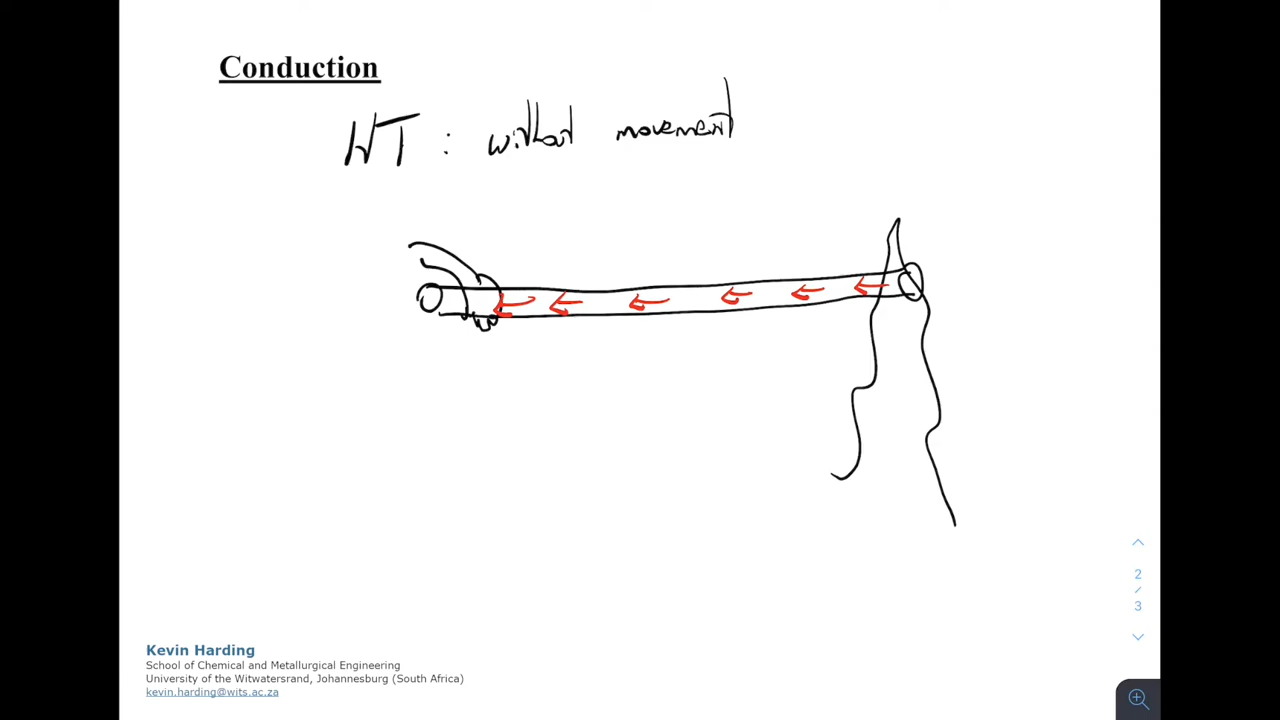 Conduction
HT : without movement
Kevin Harding
School of Chemical and Metallurgical Engineering
University of the Witwatersrand, Johannesburg (South Africa)
kevin.harding@wits.ac.za
2
/
3